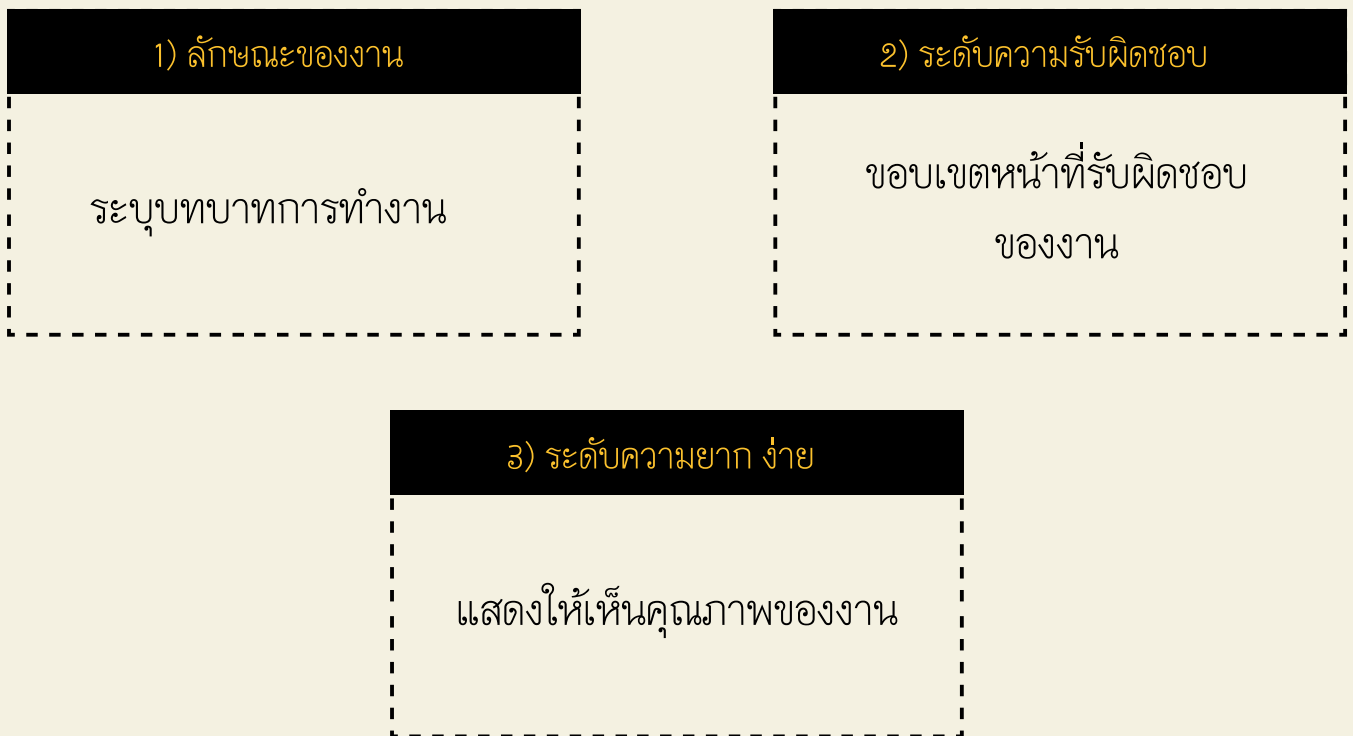 1) ลักษณะของงาน
ระบุบทบาทการทำงาน
2) ระดับความรับผิดชอบ
ขอบเขตหน้าที่รับผิดชอบ
ของงาน
3) ระดับความยาก ง่าย
แสดงให้เห็นคุณภาพของงาน